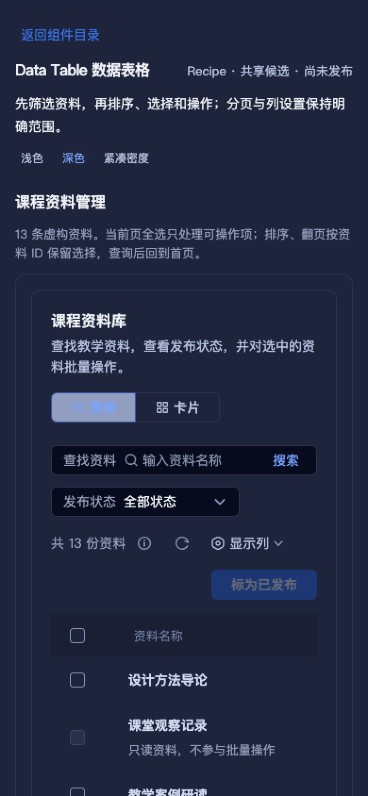 返回组件目录
Data Table 数据表格
Recipe · 共享候选 · 尚未发布
先筛选资料，再排序、选择和操作；分页与列设置保持明
确范围。
浅色 深色 紧凑密度
课程资料管理
13 条虚构资料。当前页全选只处理可操作项；排序、翻页按资
料 ID 保留选择，查询后回到首页。
课程资料库
查找教学资料，查看发布状态，并对选中的资
料批量操作。
卡片
查找资料 输入资料名称 搜索
发布状态 全部状态
共 13 份资料 显示列
标为已发布
资料名称
设计方法导论
课堂观察记录
只读资料，不参与批量操作
教学案例研读